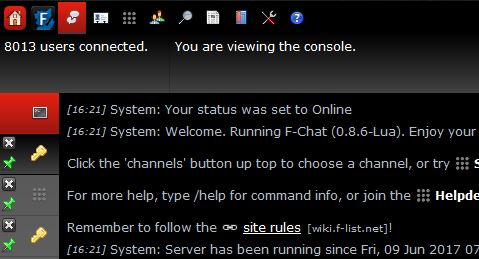 F
8013 users connected.
You are viewing the console.
[16:21] System: Your status was set to Online
[16:21] System: Welcome. Running F-Chat (0.8.6-Lua). Enjoy your
Click the 'channels' button up top to choose a channel, or try
For more help, type /help for command info, or join the
Remember to follow the site rules [wiki.f-list.net]!
[16:21] System: Server has been running since Fri, 09 Jun 2017 07